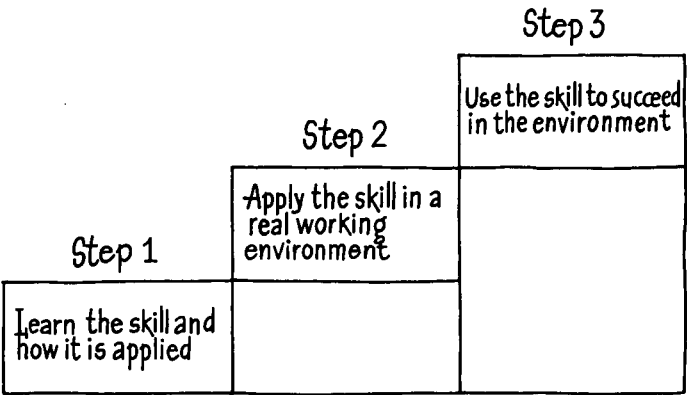 Step 3
Use the skill to succeed
in the environment
Step 2
Apply the skill in a
real working
environment
Step 1
Learn the skill and
how it is applied